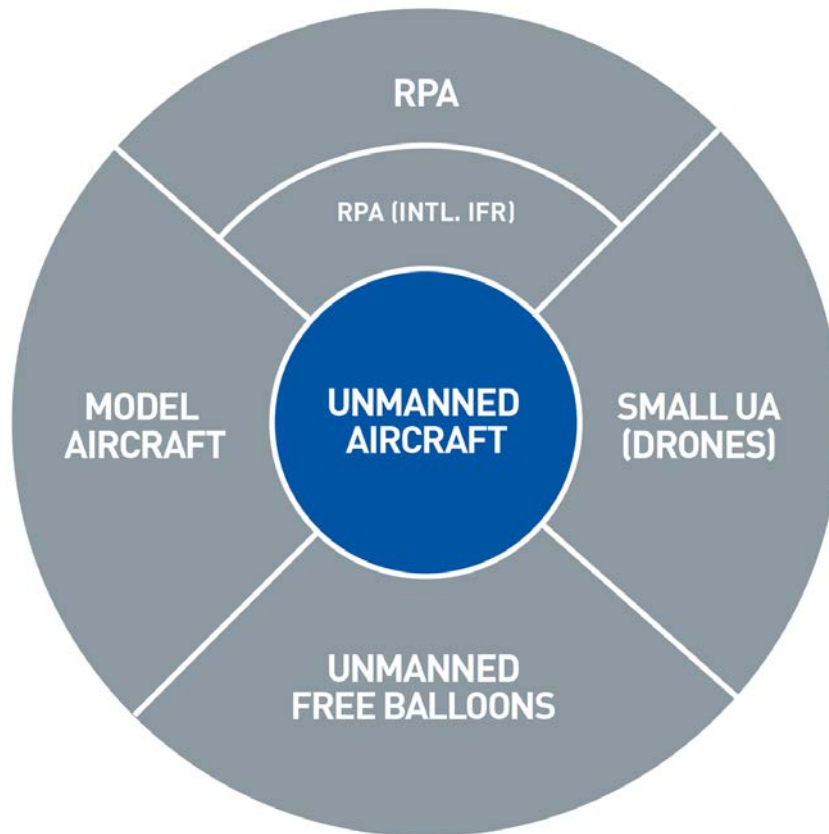 RPA
RPA (INTL. IFR)
MODEL
AIRCRAFT
UNMANNED
AIRCRAFT
SMALL UA
(DRONES)
UNMANNED
FREE BALLOONS